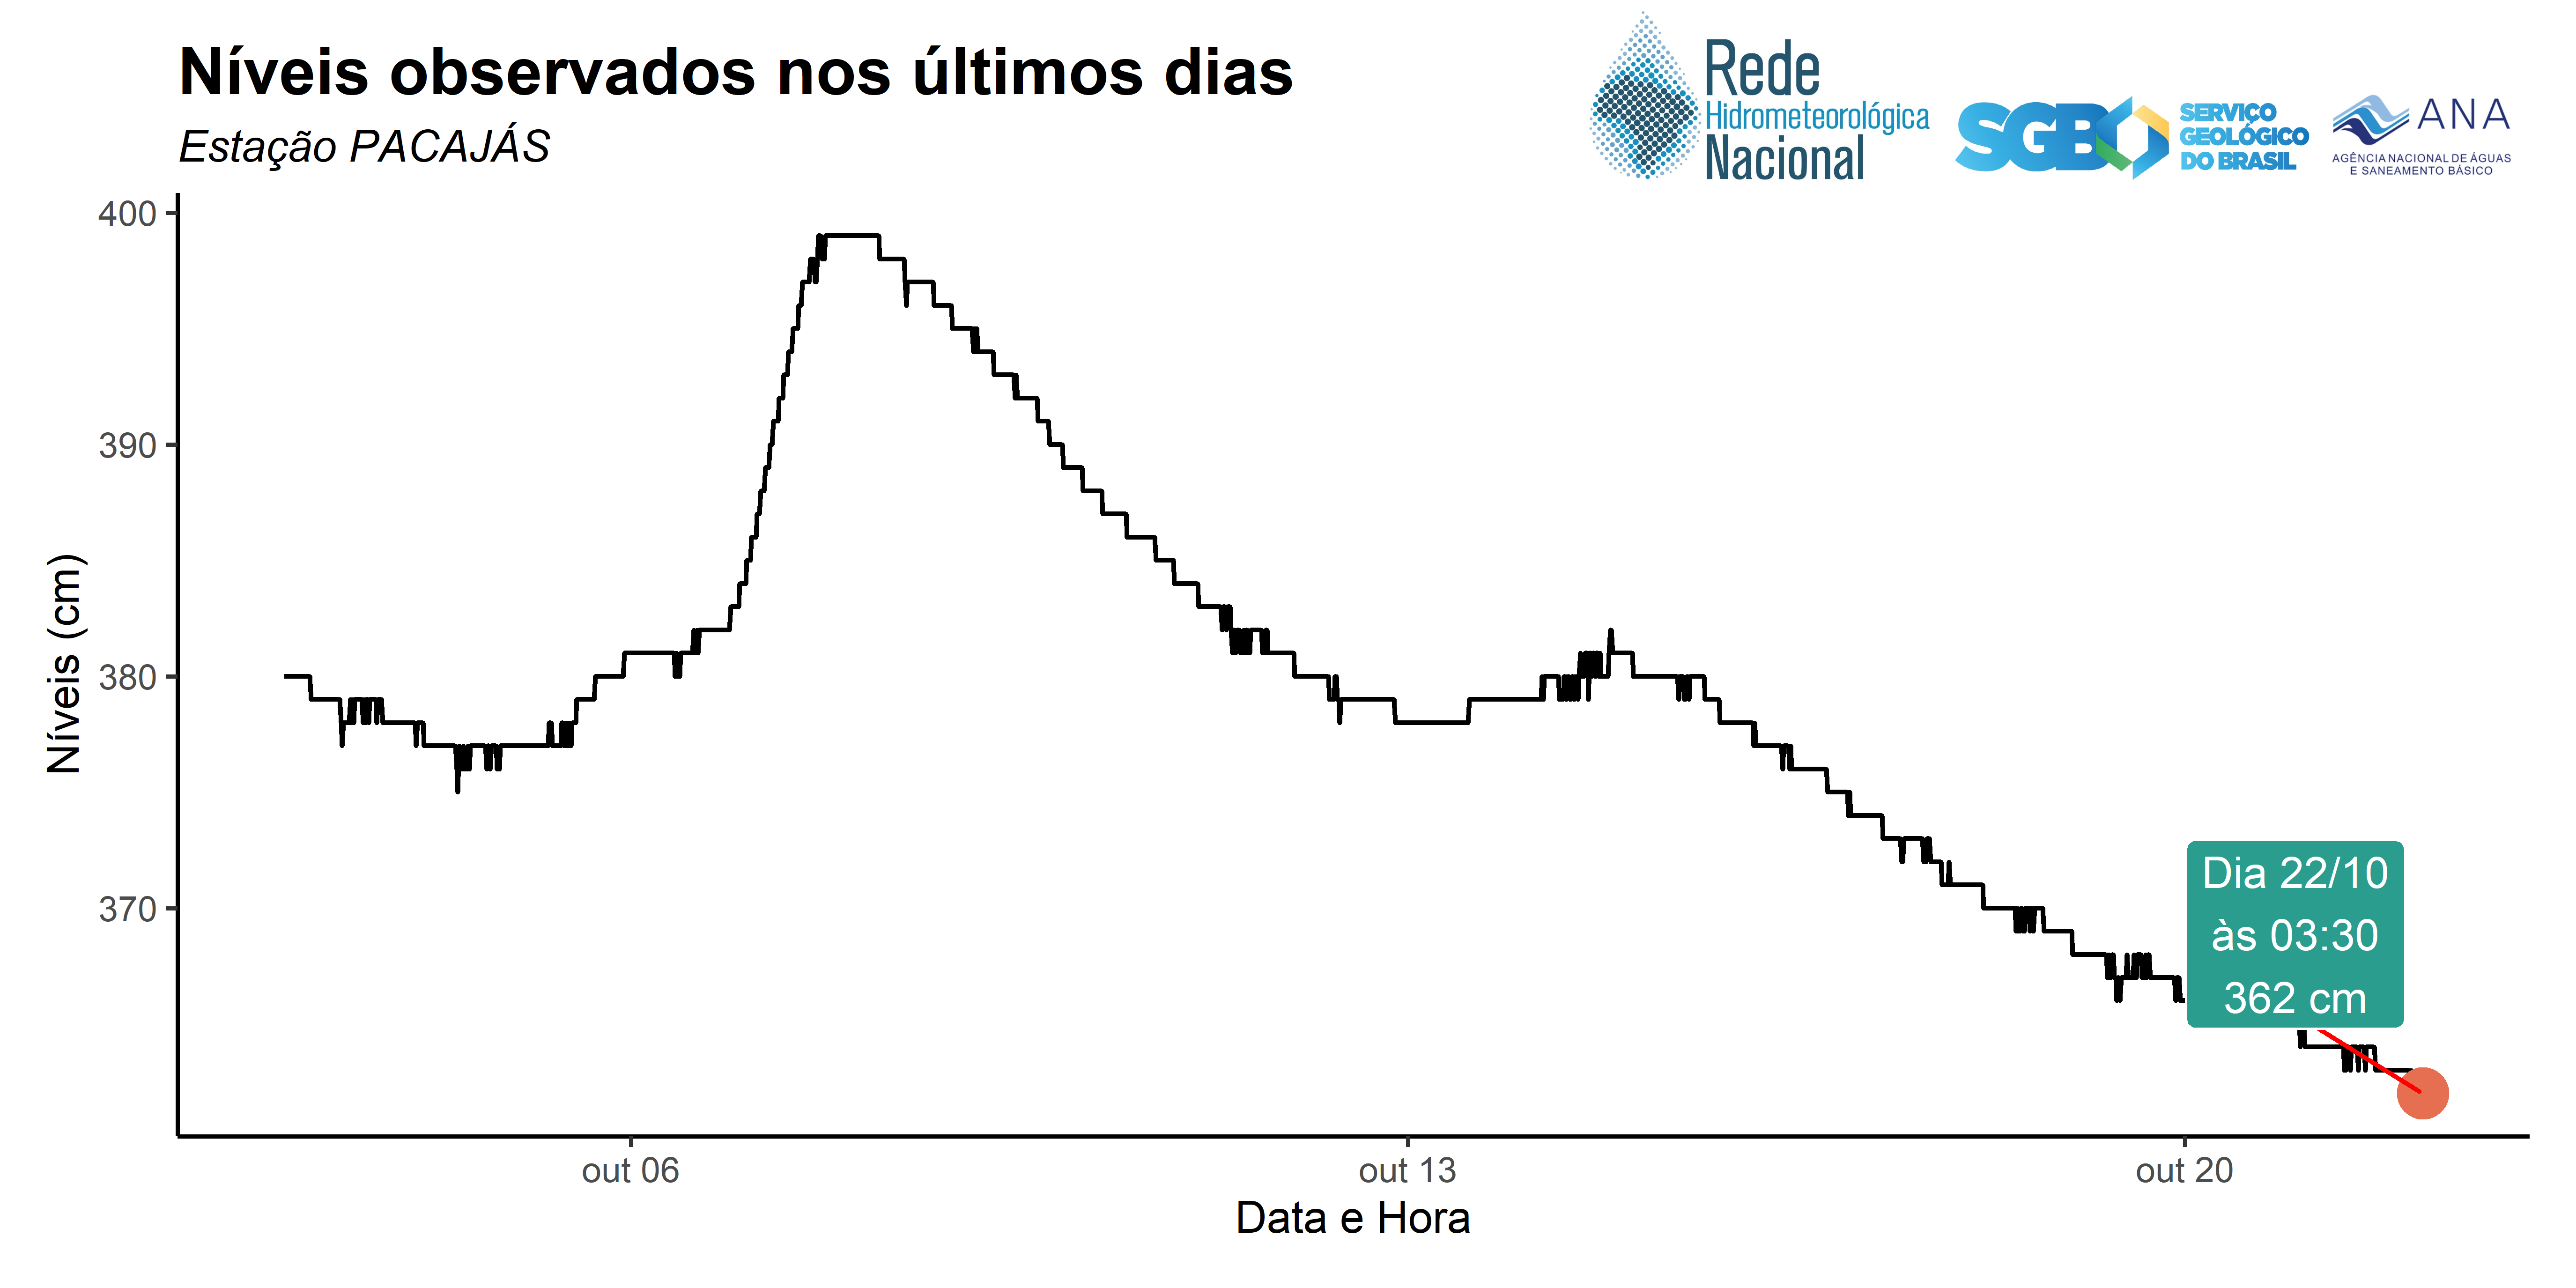 Níveis observados nos últimos dias
Estação PACAJÁS
Rede
Hidrometeorológica
Nacional
SGB
SERVIÇO
GEOLÓGICO
DO BRASIL
ANA
AGÊNCIA NACIONAL DE ÁGUAS
E SANEAMENTO BÁSICO
400
390
380
370
Níveis (cm)
Dia 22/10
às 03:30
362 cm
out 06
out 13
out 20
Data e Hora